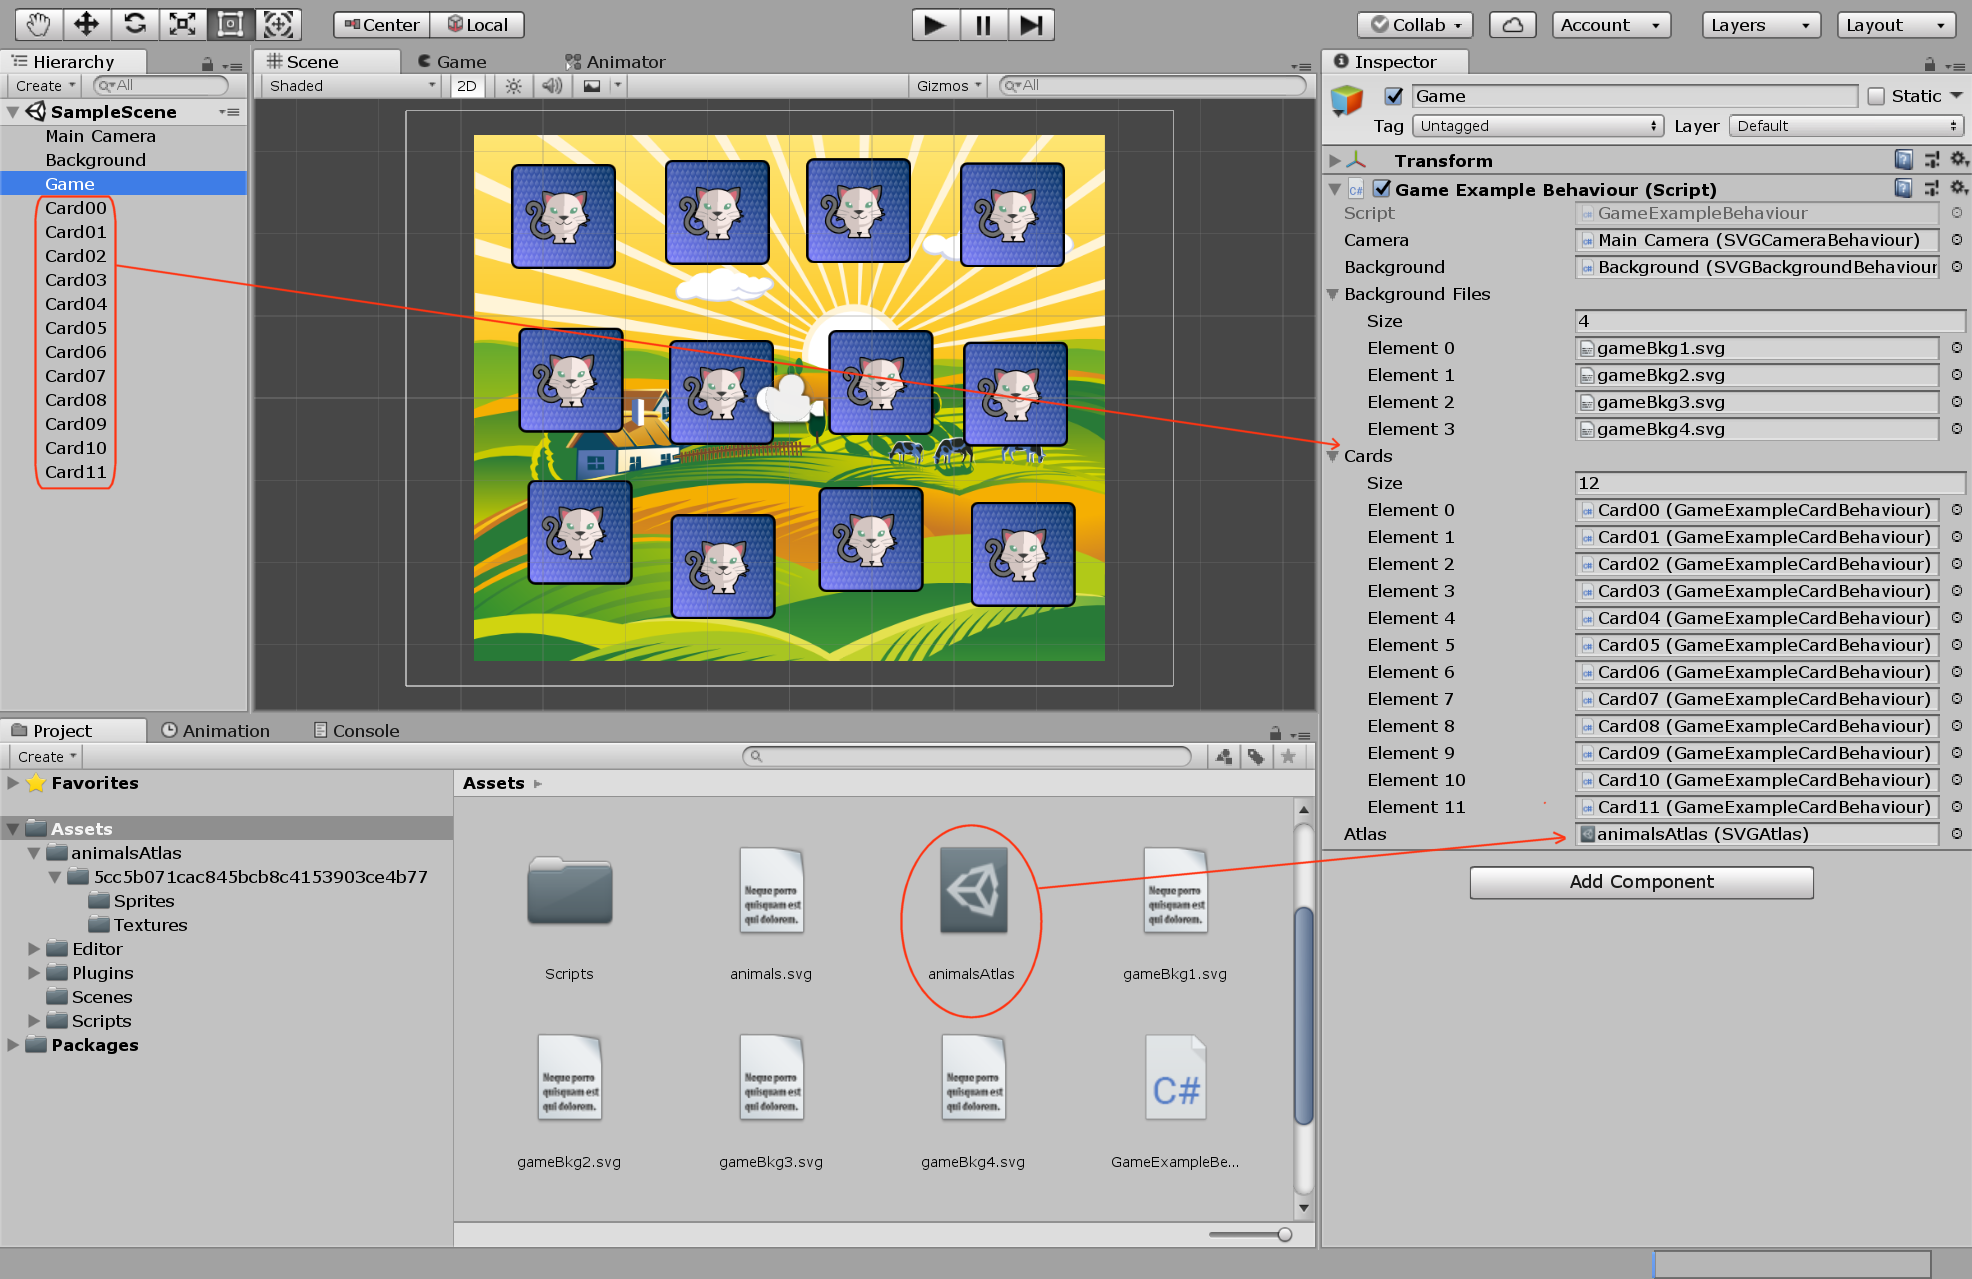 Center
Local
Collab
Account
Layers
Layout
Hierarchy
Create
All
SampleScene
Main Camera
Background
Game
Card00
Card01
Card02
Card03
Card04
Card05
Card06
Card07
Card08
Card09
Card10
Card11
Scene
Game
Animator
Shaded
2D
Gizmos
All
Inspector
Game
Static
Tag
Untagged
Layer
Default
Transform
Game Example Behaviour (Script)
Script
GameExampleBehaviour
Camera
Main Camera (SVGCameraBehaviour)
Background
Background (SVGBackgroundBehaviour
Background Files
Size
4
Element 0
gameBkg1.svg
Element 1
gameBkg2.svg
Element 2
gameBkg3.svg
Element 3
gameBkg4.svg
Cards
Size
12
Element 0
Card00 (GameExampleCardBehaviour)
Element 1
Card01 (GameExampleCardBehaviour)
Element 2
Card02 (GameExampleCardBehaviour)
Element 3
Card03 (GameExampleCardBehaviour)
Element 4
Card04 (GameExampleCardBehaviour)
Element 5
Card05 (GameExampleCardBehaviour)
Element 6
Card06 (GameExampleCardBehaviour)
Element 7
Card07 (GameExampleCardBehaviour)
Element 8
Card08 (GameExampleCardBehaviour)
Element 9
Card09 (GameExampleCardBehaviour)
Element 10
Card10 (GameExampleCardBehaviour)
Element 11
Card11 (GameExampleCardBehaviour)
Atlas
animalsAtlas (SVGAtlas)
Add Component
Project
Animation
Console
Create
Favorites
Assets
animalsAtlas
5cc5b071cac845bcb8c4153903ce4b77
Sprites
Textures
Editor
Plugins
Scenes
Scripts
Packages
Assets
Scripts
Neque porro
quisquam est
qui dolorem.
animals.svg
animalsAtlas
Neque porro
quisquam est
qui dolorem.
gameBkg1.svg
Neque porro
quisquam est
qui dolorem.
gameBkg2.svg
Neque porro
quisquam est
qui dolorem.
gameBkg3.svg
Neque porro
quisquam est
qui dolorem.
gameBkg4.svg
C#
GameExampleBe...